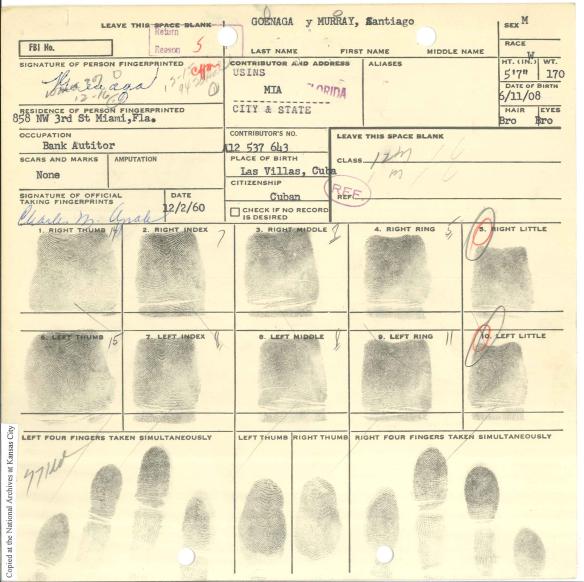 LEAVE THIS SPACE BLANK
Return
Reason 5
GOENAGA y MURRAY, Santiago
LAST NAME FIRST NAME MIDDLE NAME
SEX M
RACE
W
FBI No.
SIGNATURE OF PERSON FINGERPRINTED
RESIDENCE OF PERSON FINGERPRINTED
858 NW 3rd St Miami,Fla.
CONTRIBUTOR AND ADDRESS
USINS
MIA FLORIDA
CITY & STATE
ALIASES
HT. (IN.) WT.
5'7" 170
DATE OF BIRTH
6/11/08
HAIR EYES
Bro Bro
OCCUPATION
Bank Autitor
SCARS AND MARKS AMPUTATION
None
CONTRIBUTOR'S NO.
A12 537 643
PLACE OF BIRTH
Las Villas, Cuba
CITIZENSHIP
Cuban
CHECK IF NO RECORD
IS DESIRED
LEAVE THIS SPACE BLANK
CLASS.
REF.
REF.
SIGNATURE OF OFFICIAL
TAKING FINGERPRINTS
DATE
12/2/60
1. RIGHT THUMB 2. RIGHT INDEX 7 3. RIGHT MIDDLE 4. RIGHT RING 5. RIGHT LITTLE
6. LEFT THUMB 15 7. LEFT INDEX 8. LEFT MIDDLE 8 9. LEFT RING 11 10. LEFT LITTLE
LEFT FOUR FINGERS TAKEN SIMULTANEOUSLY LEFT THUMB RIGHT THUMB RIGHT FOUR FINGERS TAKEN SIMULTANEOUSLY
Copied at the National Archives at Kansas City